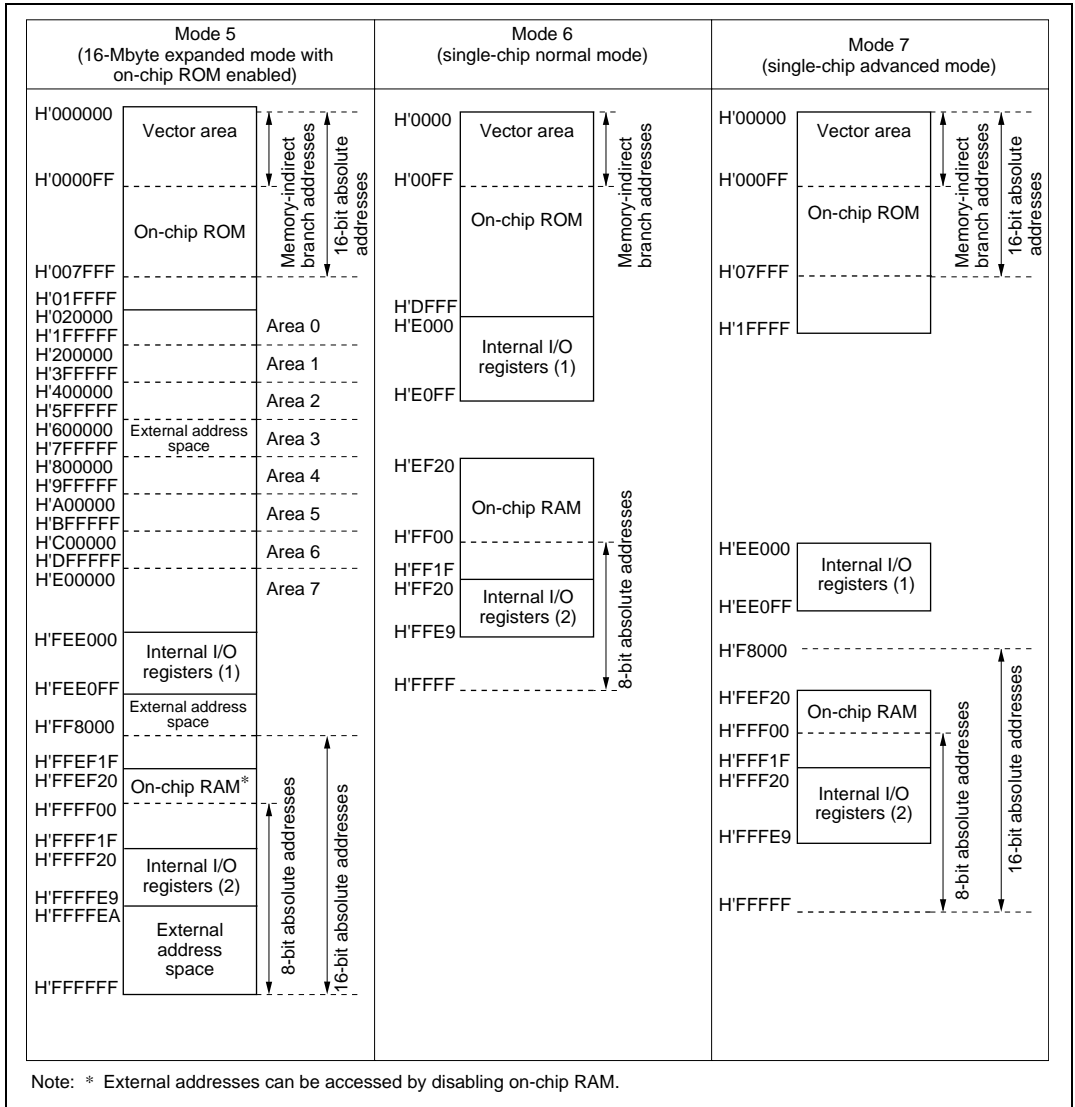 Mode 5
(16-Mbyte expanded mode with
on-chip ROM enabled)
H'000000
Vector area
H'0000FF
On-chip ROM
H'007FFF
H'01FFFF
H'020000
H'1FFFFF
H'200000
H'3FFFFF
H'400000
H'5FFFFF
H'600000
H'7FFFFF
H'800000
H'9FFFFF
H'A00000
H'BFFFFF
H'C00000
H'DFFFFF
H'E00000
External address
space
Area 0
Area 1
Area 2
Area 3
Area 4
Area 5
Area 6
Area 7
Memory-indirect
branch addresses
16-bit absolute
addresses
H'FEE000
Internal I/O
registers (1)
H'FEE0FF
External address
space
H'FF8000
H'FFEF1F
H'FFEF20
On-chip RAM*
H'FFFF00
H'FFFF1F
H'FFFF20
Internal I/O
registers (2)
H'FFFFE9
H'FFFFEA
External
address
space
H'FFFFFF
8-bit absolute addresses
16-bit absolute addresses
Mode 6
(single-chip normal mode)
H'0000
Vector area
H'00FF
On-chip ROM
Memory-indirect
branch addresses
H'DFFF
H'E000
Internal I/O
registers (1)
H'E0FF
H'EF20
On-chip RAM
H'FF00
H'FF1F
H'FF20
Internal I/O
registers (2)
H'FFE9
H'FFFF
8-bit absolute addresses
Mode 7
(single-chip advanced mode)
H'00000
Vector area
H'000FF
On-chip ROM
H'07FFF
H'1FFFF
Memory-indirect
branch addresses
16-bit absolute
addresses
H'EE000
Internal I/O
registers (1)
H'EE0FF
H'F8000
H'FEF20
On-chip RAM
H'FFF00
H'FFF1F
H'FFF20
Internal I/O
registers (2)
H'FFFE9
H'FFFFF
8-bit absolute addresses
16-bit absolute addresses
Note: * External addresses can be accessed by disabling on-chip RAM.